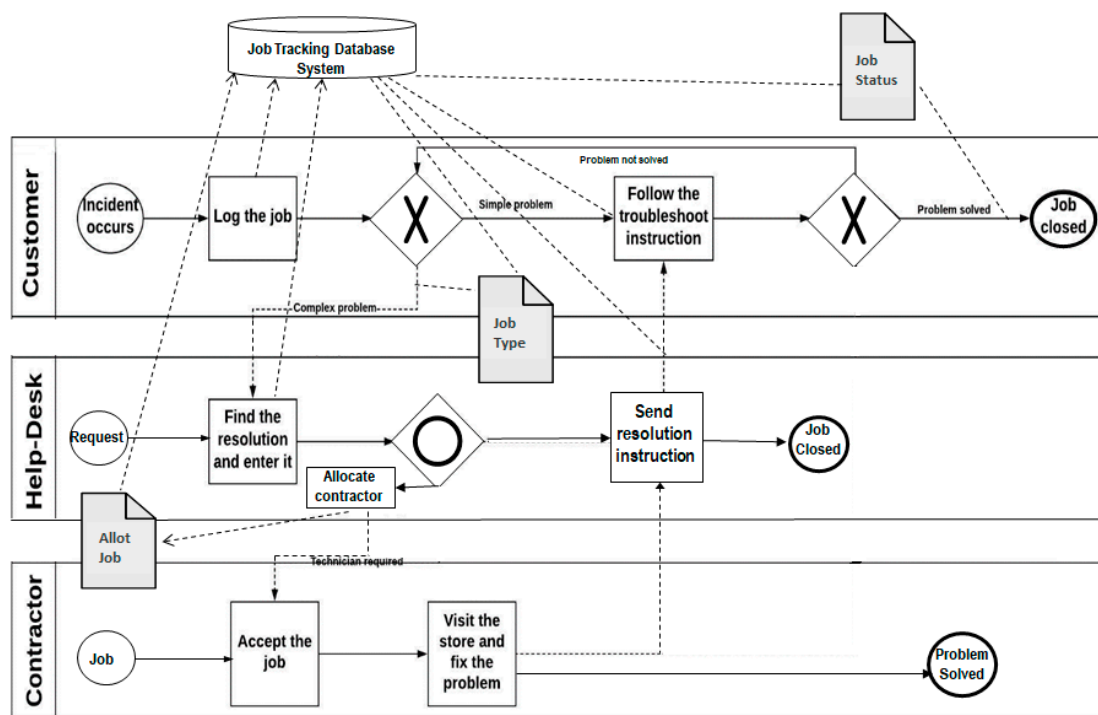 Job Tracking Database
System
Job
Status
Customer
Incident
occurs
Log the job
Simple problem
Problem not solved
Follow the
troubleshoot
instruction
Problem solved
Job
closed
Complex problem
Job
Type
Help-Desk
Request
Find the
resolution
and enter it
Allocate
contractor
Send
resolution
instruction
Job
Closed
Allot
Job
Technician required
Contractor
Job
Accept the
job
Visit the
store and
fix the
problem
Problem
Solved